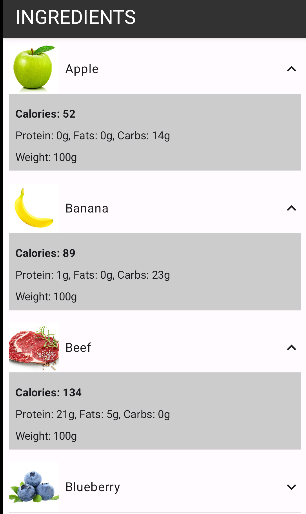 INGREDIENTS
Apple
Calories: 52
Protein: 0g, Fats: 0g, Carbs: 14g
Weight: 100g
Banana
Calories: 89
Protein: 1g, Fats: 0g, Carbs: 23g
Weight: 100g
Beef
Calories: 134
Protein: 21g, Fats: 5g, Carbs: 0g
Weight: 100g
Blueberry